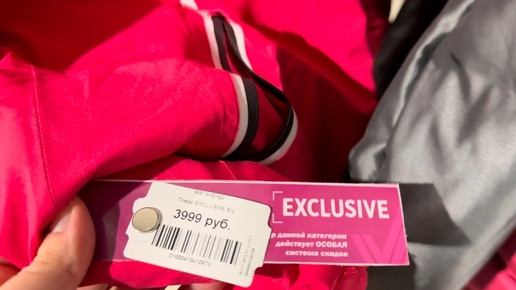 Товар EXCLUSIVE
3999 руб.
EXCLUSIVE
данной категории
действует ОСОБАЯ
система скидок